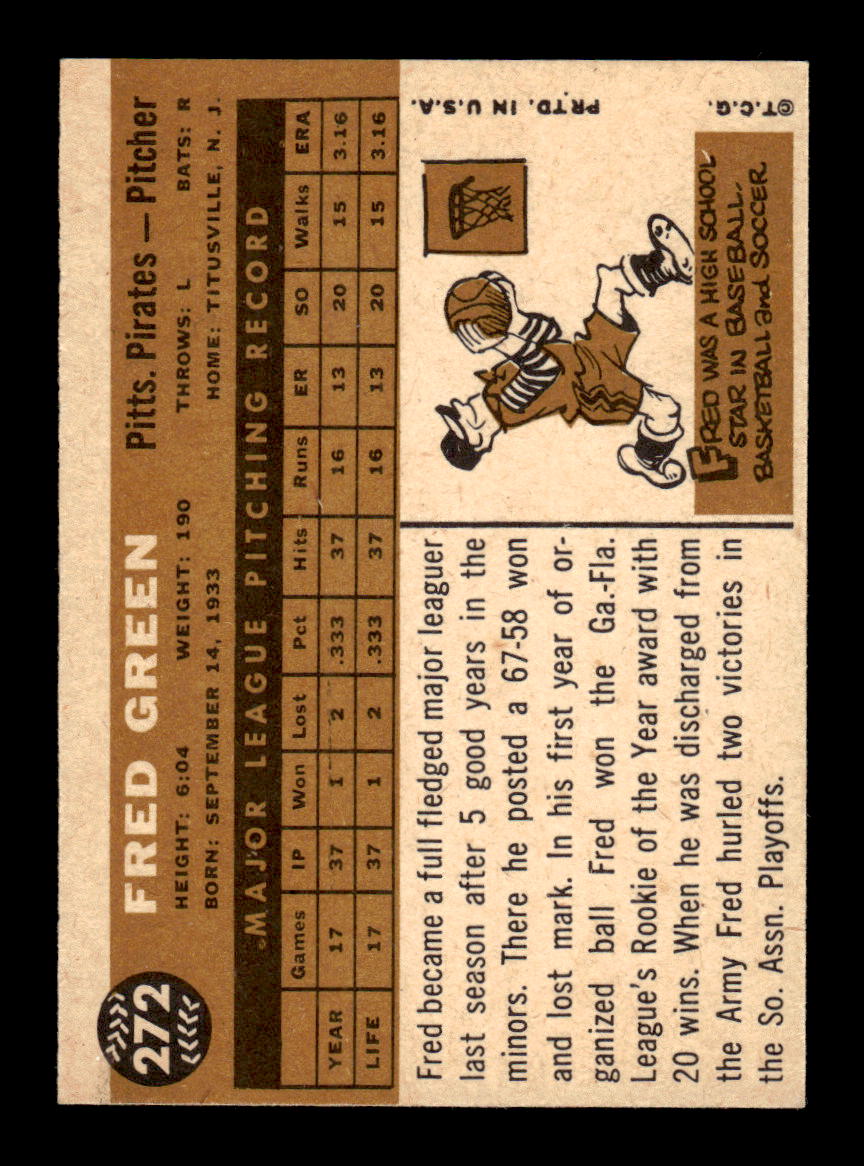 272
FRED GREEN
Pitts. Pirates — Pitcher
HEIGHT: 6:04 WEIGHT: 190 THROWS: L BATS: R
BORN: SEPTEMBER 14, 1933 HOME: TITUSVILLE, N. J.
MAJOR LEAGUE PITCHING RECORD
Games IP Won Lost Pct Hits Runs ER SO Walks ERA
YEAR 17 37 1 2 .333 37 16 13 20 15 3.16
LIFE 17 37 1 2 .333 37 16 13 20 15 3.16
Fred became a full fledged major leaguer
last season after 5 good years in the
minors. There he posted a 67-58 won
and lost mark. In his first year of or-
ganized ball Fred won the Ga.-Fla.
League's Rookie of the Year award with
20 wins. When he was discharged from
the Army Fred hurled two victories in
the So. Assn. Playoffs.
FRED WAS A HIGH SCHOOL
STAR IN BASEBALL,
BASKETBALL and SOCCER.
© T.C.G. PRTD. IN U.S.A.